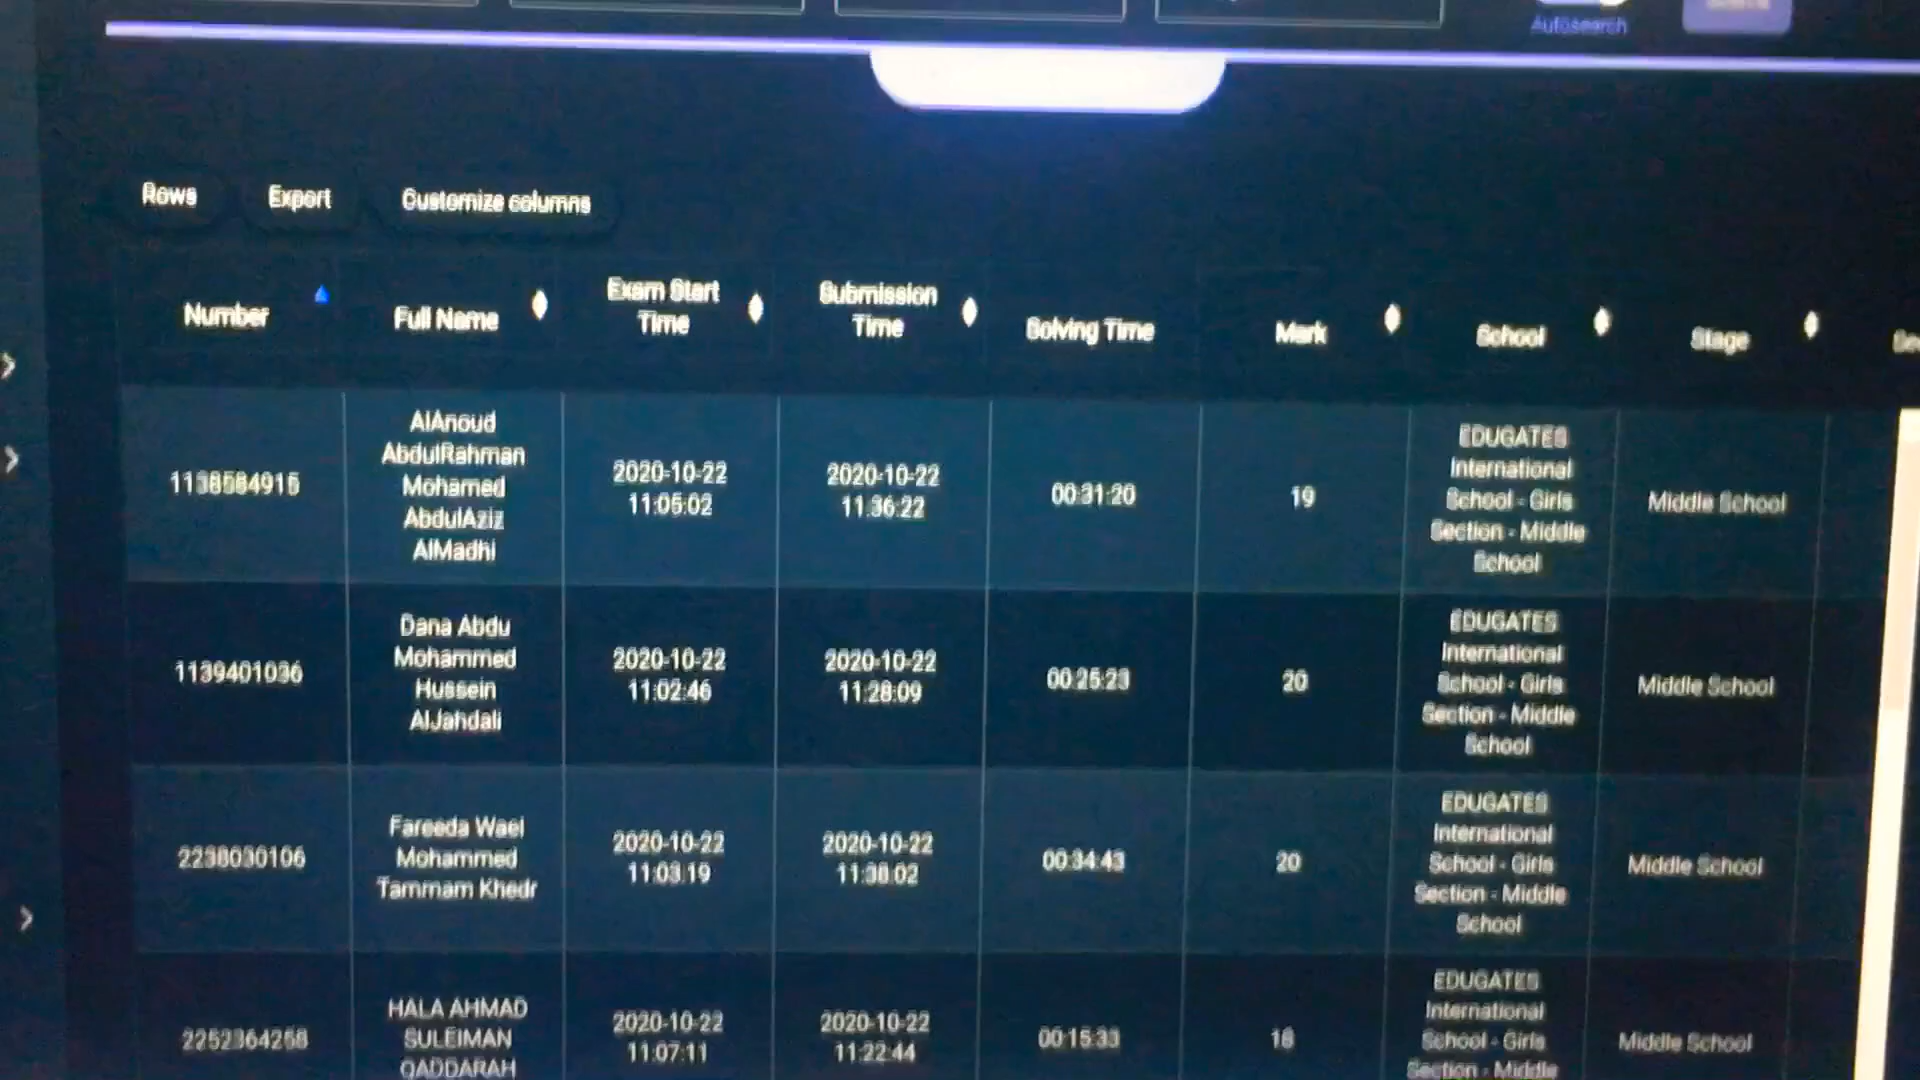 Autosearch
Rows Export Customize columns
Number
Full Name
Exam Start
Time
Submission
Time
Solving Time
Mark
School
Stage
1138584915
AlAnoud
AbdulRahman
Mohamed
AbdulAziz
AlMadhi
2020-10-22
11:05:02
2020-10-22
11:36:22
00:31:20
19
EDUGATES
International
School - Girls
Section - Middle
School
Middle School
1139401036
Dana Abdu
Mohammed
Hussein
AlJahdali
2020-10-22
11:02:46
2020-10-22
11:28:09
00:25:23
20
EDUGATES
International
School - Girls
Section - Middle
School
Middle School
2238030106
Fareeda Wael
Mohammed
Tammam Khedr
2020-10-22
11:03:19
2020-10-22
11:38:02
00:34:43
20
EDUGATES
International
School - Girls
Section - Middle
School
Middle School
2252364258
HALA AHMAD
SULEIMAN
QADDARAH
2020-10-22
11:07:11
2020-10-22
11:22:44
00:15:33
18
EDUGATES
International
School - Girls
Section - Middle
Middle School